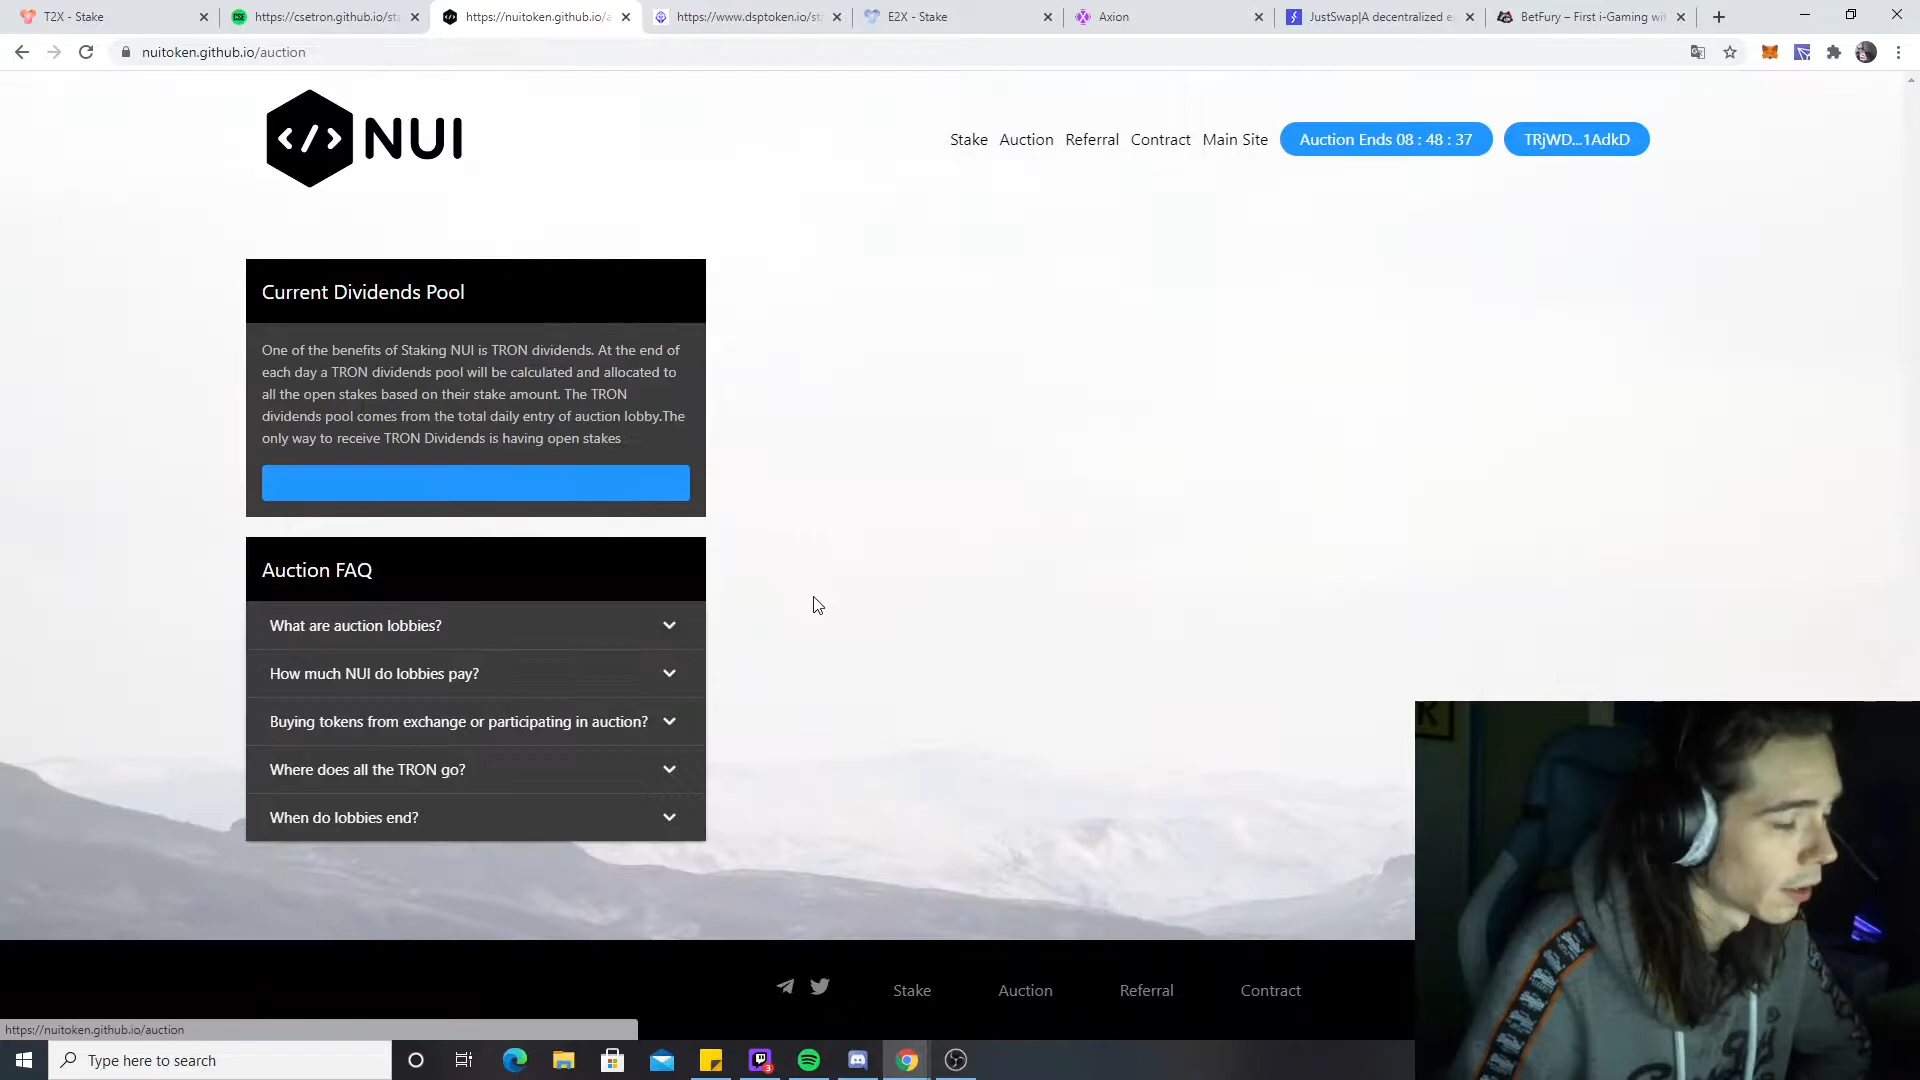 T2X - Stake
https://csetron.github.io/sta
https://nuitoken.github.io/a
https://www.dsptoken.io/st
E2X - Stake
Axion
JustSwap|A decentralized e
BetFury – First i-Gaming wit
nuitoken.github.io/auction
</> NUI
Stake
Auction
Referral
Contract
Main Site
Auction Ends 08 : 48 : 37
TRjWD...1AdkD
Current Dividends Pool
One of the benefits of Staking NUI is TRON dividends. At the end of
each day a TRON dividends pool will be calculated and allocated to
all the open stakes based on their stake amount. The TRON
dividends pool comes from the total daily entry of auction lobby.The
only way to receive TRON Dividends is having open stakes
Auction FAQ
What are auction lobbies?
How much NUI do lobbies pay?
Buying tokens from exchange or participating in auction?
Where does all the TRON go?
When do lobbies end?
Stake
Auction
Referral
Contract
https://nuitoken.github.io/auction
Type here to search
3